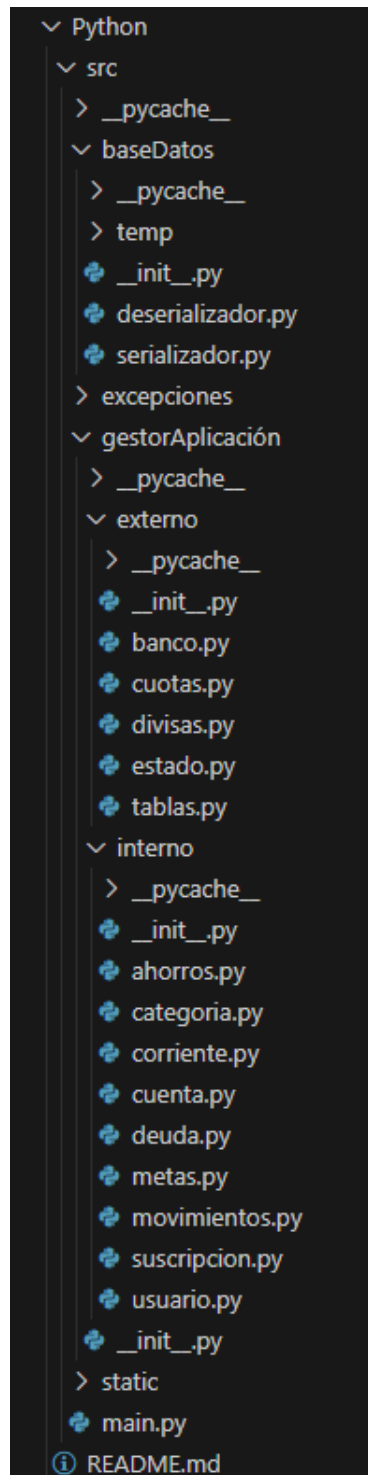 Python
src
__pycache__
baseDatos
__pycache__
temp
__init__.py
deserializador.py
serializador.py
excepciones
gestorAplicación
__pycache__
externo
__pycache__
__init__.py
banco.py
cuotas.py
divisas.py
estado.py
tablas.py
interno
__pycache__
__init__.py
ahorros.py
categoria.py
corriente.py
cuenta.py
deuda.py
metas.py
movimientos.py
suscripcion.py
usuario.py
__init__.py
static
main.py
README.md